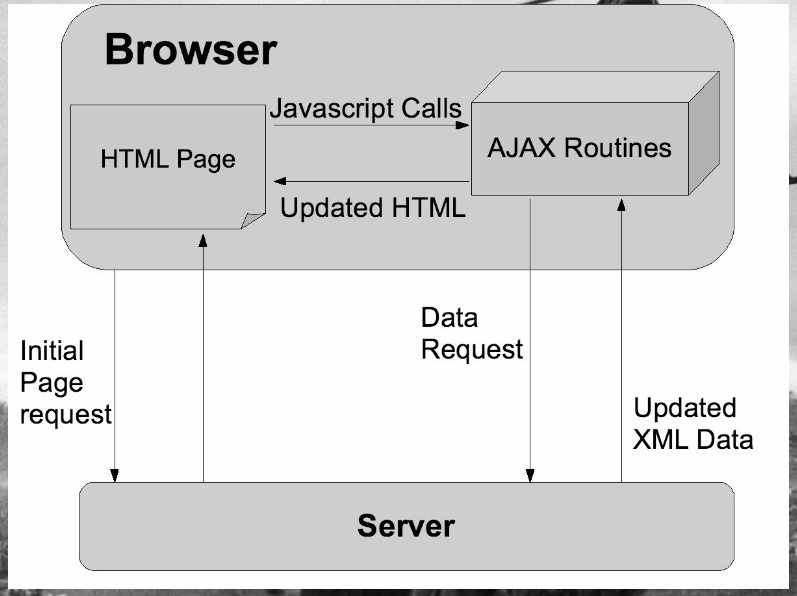 Browser
Javascript Calls
HTML Page
AJAX Routines
Updated HTML
Initial
Page
request
Data
Request
Updated
XML Data
Server